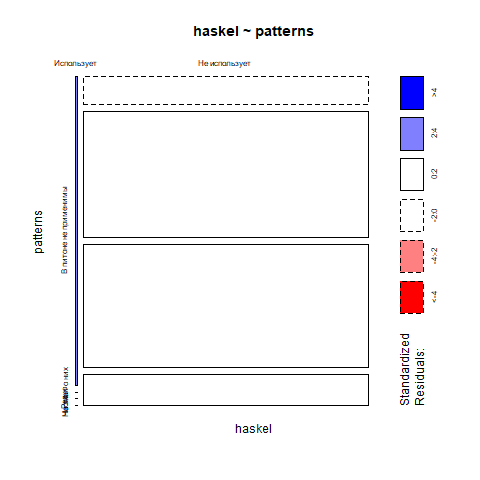 haskel ~ patterns
Использует
Не использует
patterns
В питоне не применимы
haskel
>4
2:4
0:2
-2:0
-4:-2
<-4
Standardized
Residuals: